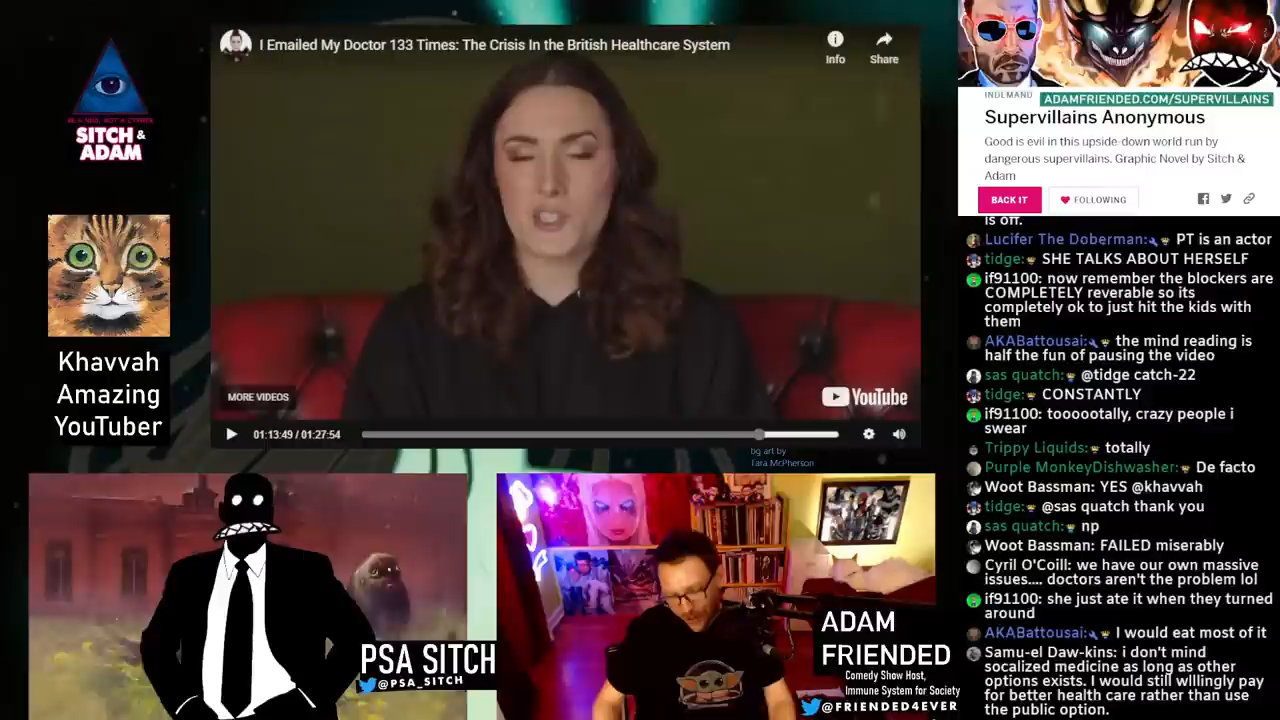 I Emailed My Doctor 133 Times: The Crisis In the British Healthcare System
Info
Share
SITCH &
ADAM
Khavvah
Amazing
YouTuber
MORE VIDEOS
YouTube
01:13:49 / 01:27:54
bg art by
Tara McPherson
PSA SITCH
@PSA_SITCH
ADAM
FRIENDED
Comedy Show Host,
Immune System for Society
@FRIENDED4EVER
INDEMAND
ADAMFRIENDED.COM/SUPERVILLAINS
Supervillains Anonymous
Good is evil in this upside-down world run by
dangerous supervillains. Graphic Novel by Sitch &
Adam
BACK IT
FOLLOWING
is off.
Lucifer The Doberman: PT is an actor
tidge: SHE TALKS ABOUT HERSELF
if91100: now remember the blockers are
COMPLETELY reverable so its
completely ok to just hit the kids with
them
AKABattousai: the mind reading is
half the fun of pausing the video
sas quatch: @tidge catch-22
tidge: CONSTANTLY
if91100: toooootally, crazy people i
swear
Trippy Liquids: totally
Purple MonkeyDishwasher: De facto
Woot Bassman: YES @khavvah
tidge: @sas quatch thank you
sas quatch: np
Woot Bassman: FAILED miserably
Cyril O'Coill: we have our own massive
issues.... doctors aren't the problem lol
if91100: she just ate it when they turned
around
AKABattousai: I would eat most of it
Samu-el Daw-kins: i don't mind
socalized medicine as long as other
options exists. I would still willingly pay
for better health care rather than use
the public option.